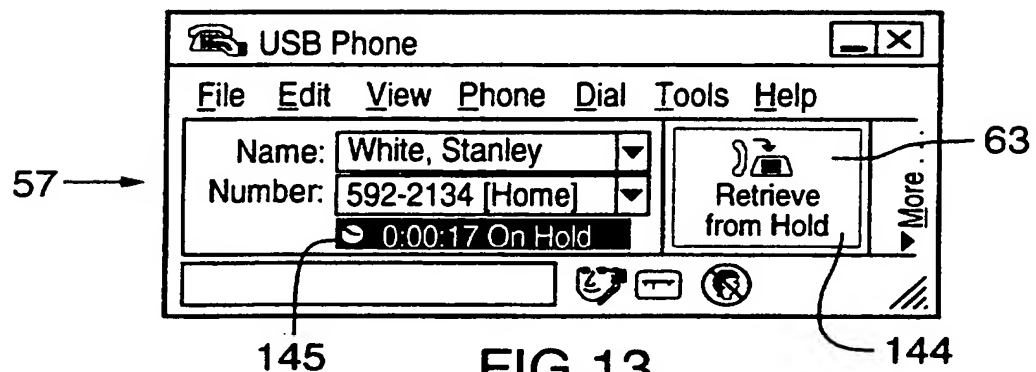 USB Phone
File Edit View Phone Dial Tools Help
Name: White, Stanley
Number: 592-2134 [Home]
0:00:17 On Hold
Retrieve
from Hold
More...
57
63
145
144
FIG.13